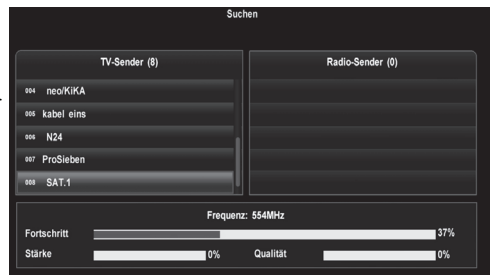 Suchen
TV-Sender (8)
Radio-Sender (0)
004 neo/KiKA
005 kabel eins
006 N24
007 ProSieben
008 SAT.1
Frequenz: 554MHz
Fortschritt 37%
Stärke 0% Qualität 0%